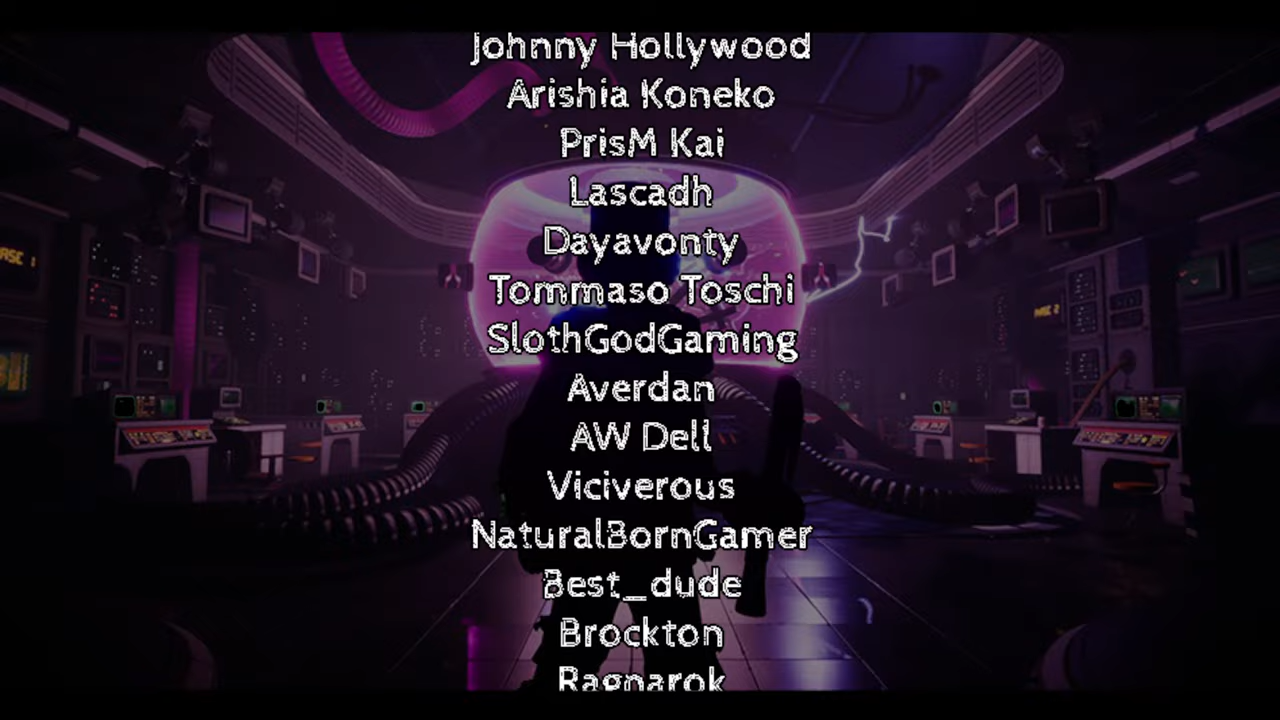 Johnny Hollywood
Arishia Koneko
PrisM Kai
Lascadh
Dayavonty
Tommaso Toschi
SlothGodGaming
Averdan
AW Dell
Viciverous
NaturalBornGamer
Best_dude
Brockton
Ragnarok